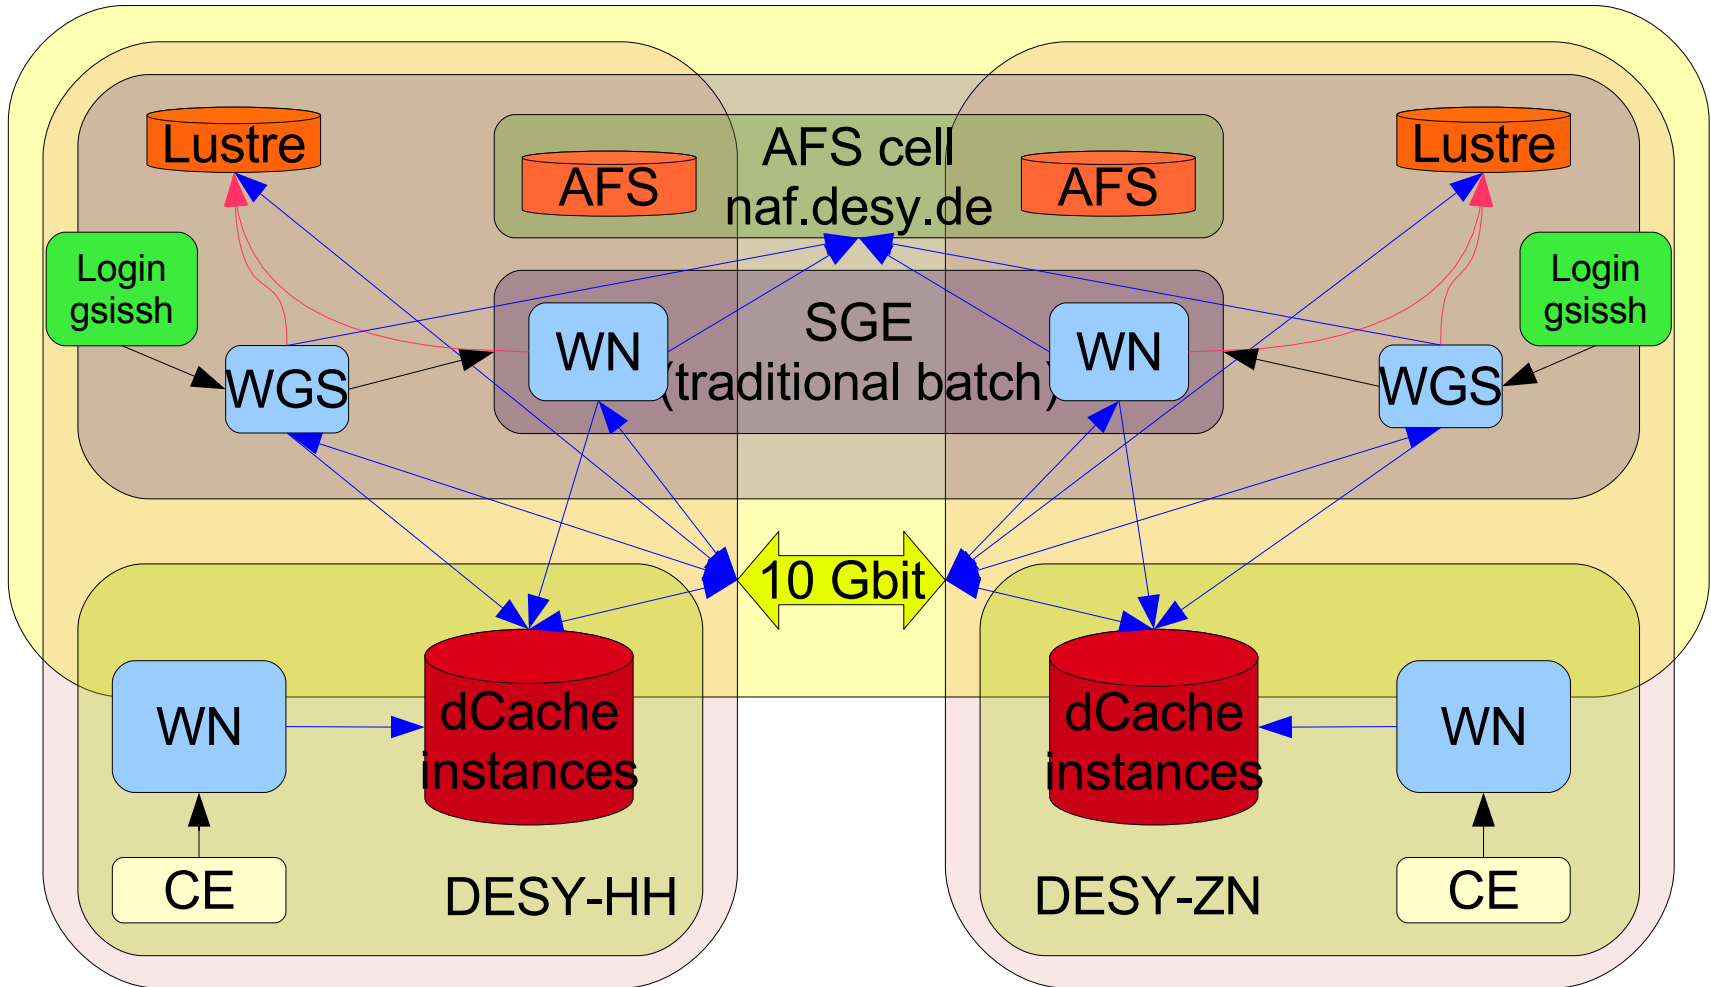 Lustre
AFS cell
naf.desy.de
AFS
AFS
Lustre
Login
gsissh
SGE
(traditional batch)
WN
WN
Login
gsissh
WGS
WGS
10 Gbit
WN
dCache
instances
dCache
instances
WN
CE
DESY-HH
DESY-ZN
CE